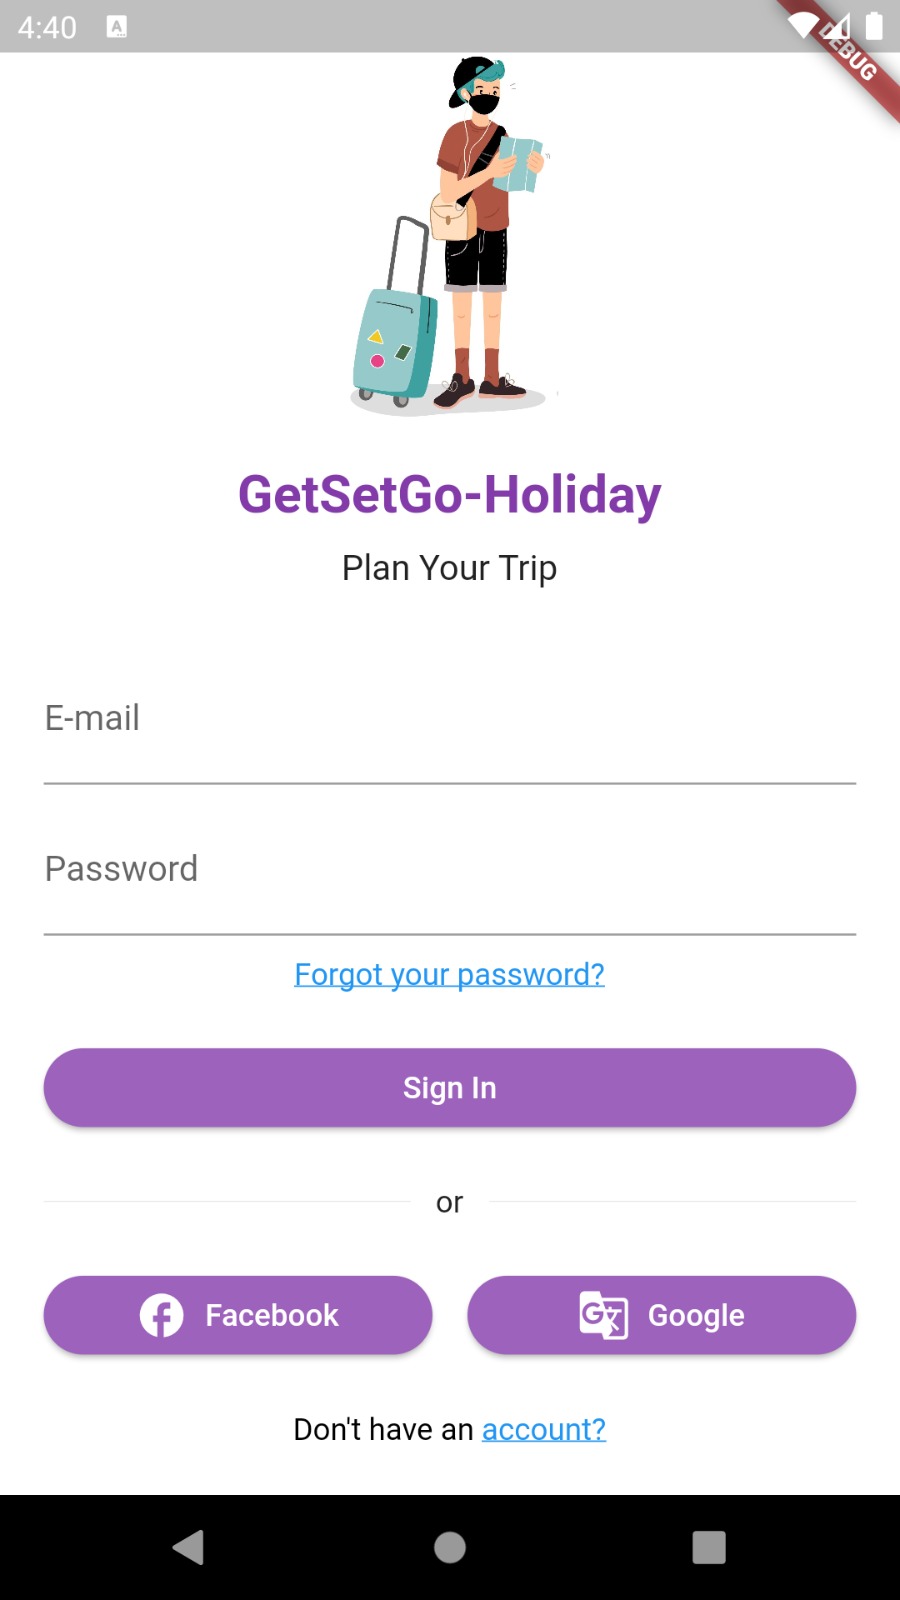 4:40
DEBUG
GetSetGo-Holiday
Plan Your Trip
E-mail
Password
Forgot your password?
Sign In
or
Facebook
Google
Don't have an account?